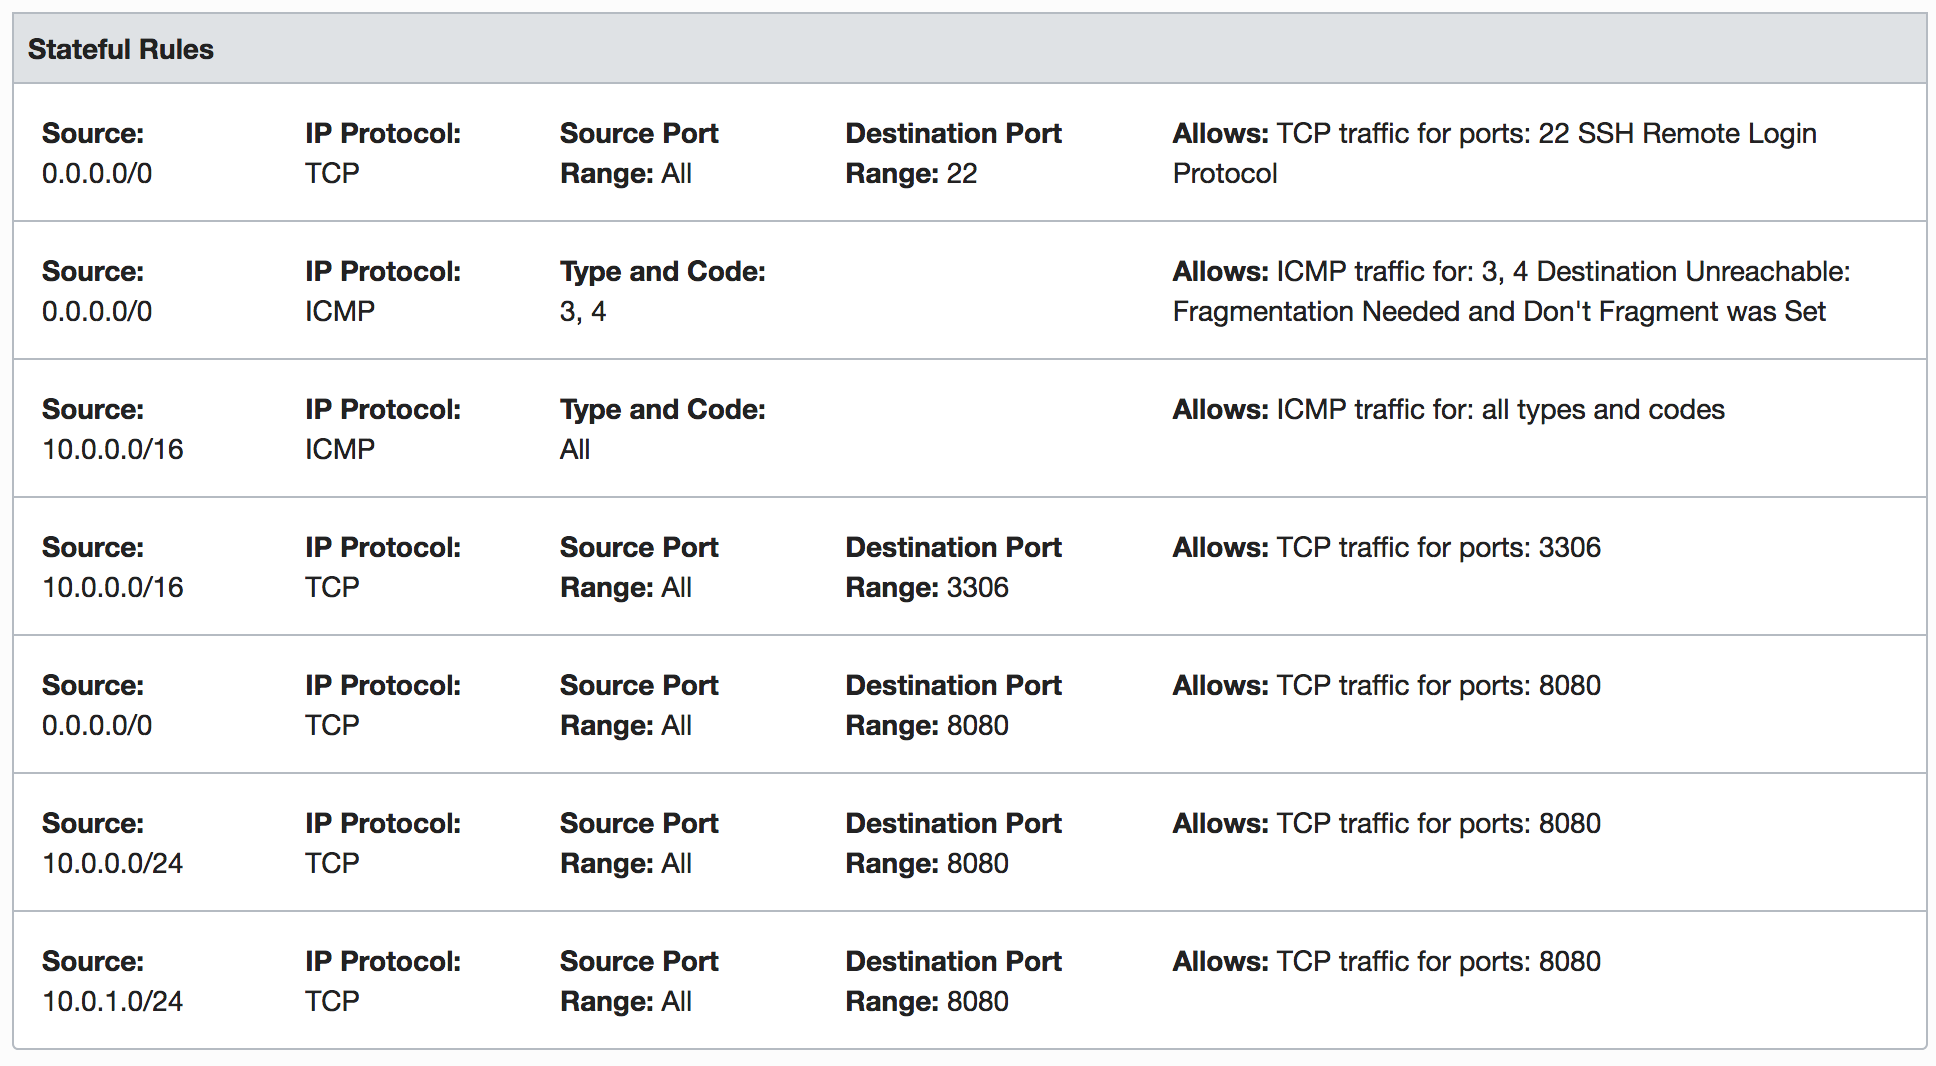 Stateful Rules
Source: IP Protocol: Source Port Destination Port Allows: TCP traffic for ports: 22 SSH Remote Login
0.0.0.0/0 TCP Range: All Range: 22 Protocol
Source: IP Protocol: Type and Code: Allows: ICMP traffic for: 3, 4 Destination Unreachable:
0.0.0.0/0 ICMP 3, 4 Fragmentation Needed and Don't Fragment was Set
Source: IP Protocol: Type and Code: Allows: ICMP traffic for: all types and codes
10.0.0.0/16 ICMP All
Source: IP Protocol: Source Port Destination Port Allows: TCP traffic for ports: 3306
10.0.0.0/16 TCP Range: All Range: 3306
Source: IP Protocol: Source Port Destination Port Allows: TCP traffic for ports: 8080
0.0.0.0/0 TCP Range: All Range: 8080
Source: IP Protocol: Source Port Destination Port Allows: TCP traffic for ports: 8080
10.0.0.0/24 TCP Range: All Range: 8080
Source: IP Protocol: Source Port Destination Port Allows: TCP traffic for ports: 8080
10.0.1.0/24 TCP Range: All Range: 8080